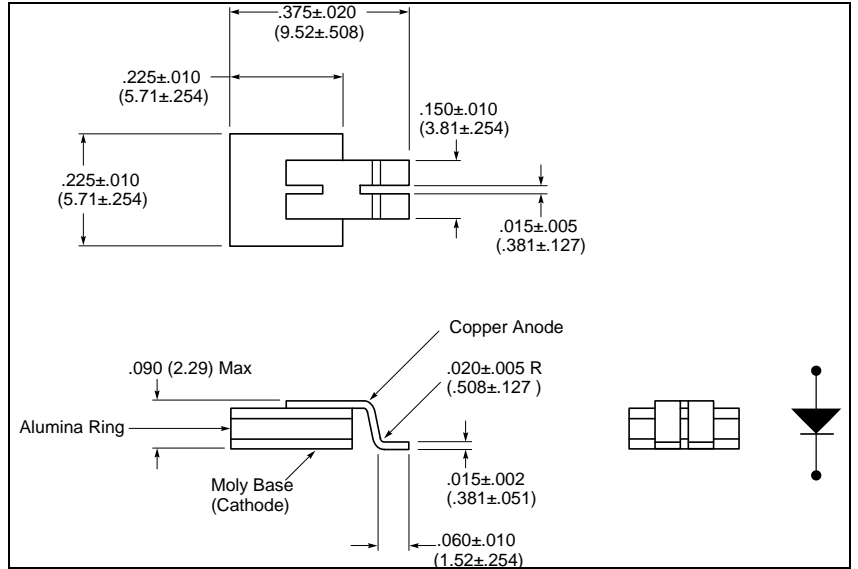 .375±.020
(9.52±.508)
.225±.010
(5.71±.254)
.150±.010
(3.81±.254)
.225±.010
(5.71±.254)
.015±.005
(.381±.127)
Copper Anode
.090 (2.29) Max
.020±.005 R
(.508±.127 )
Alumina Ring
Moly Base
(Cathode)
.015±.002
(.381±.051)
.060±.010
(1.52±.254)